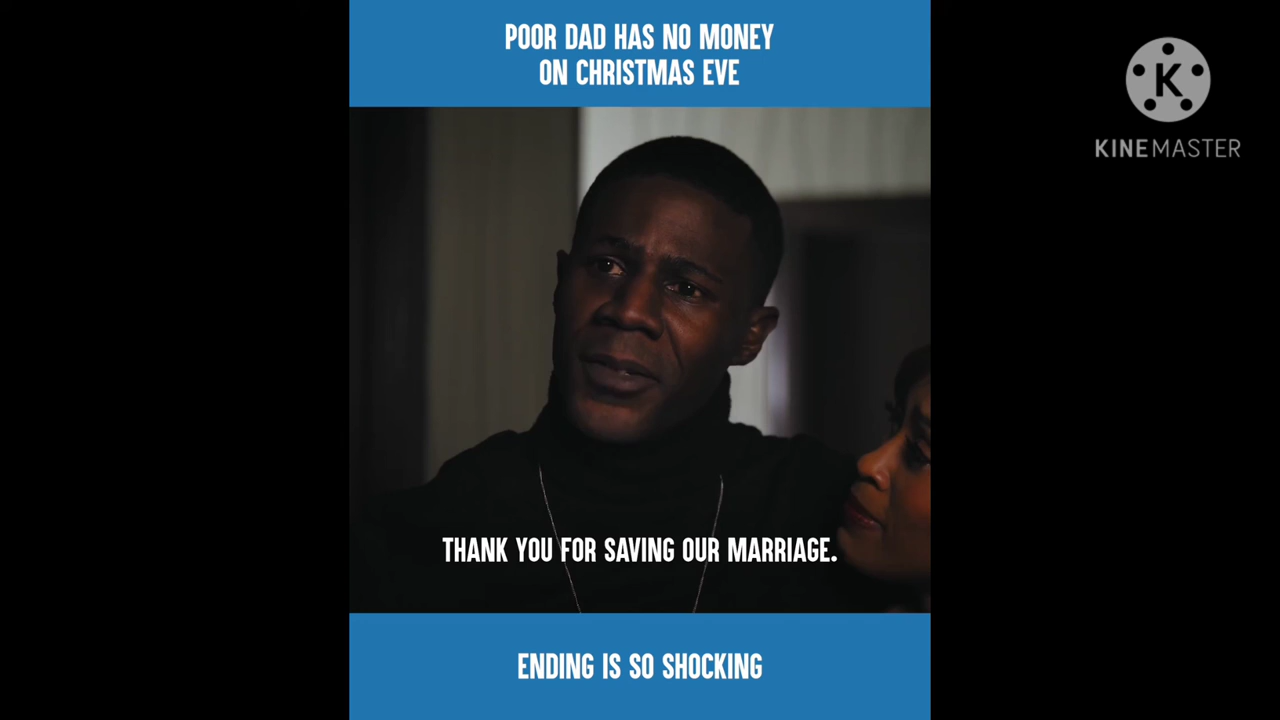 POOR DAD HAS NO MONEY
ON CHRISTMAS EVE
K
KINEMASTER
THANK YOU FOR SAVING OUR MARRIAGE.
ENDING IS SO SHOCKING